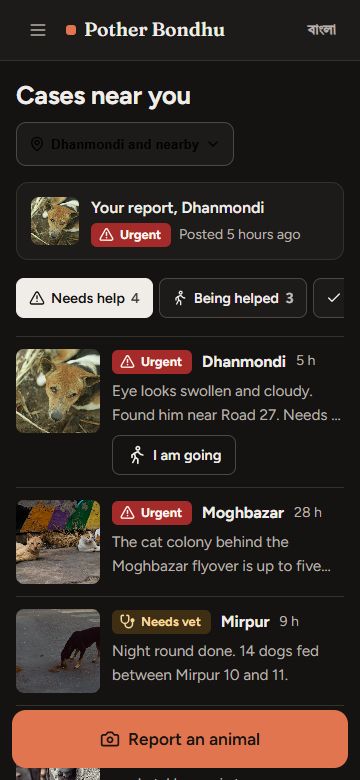 Pother Bondhu
বাংলা
Cases near you
Dhanmondi and nearby
Your report, Dhanmondi
Urgent Posted 5 hours ago
Needs help 4
Being helped 3
Urgent Dhanmondi 5 h
Eye looks swollen and cloudy.
Found him near Road 27. Needs ...
I am going
Urgent Moghbazar 28 h
The cat colony behind the
Moghbazar flyover is up to five...
Needs vet Mirpur 9 h
Night round done. 14 dogs fed
between Mirpur 10 and 11.
Report an animal